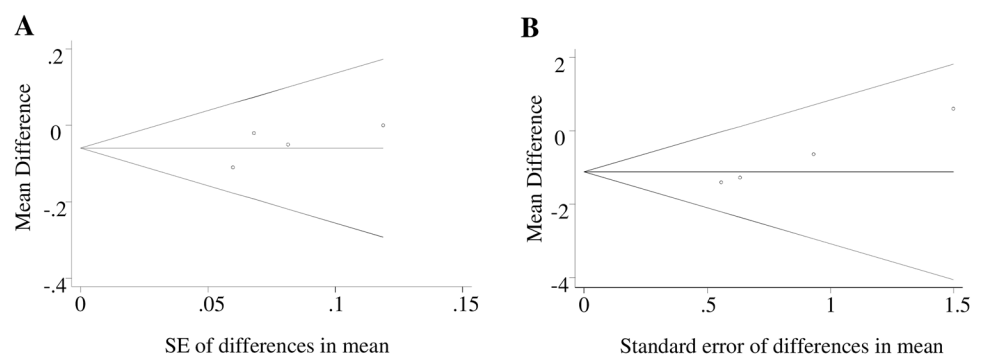 A
Mean Difference
.2
0
-.2
-.4
0
.05
.1
.15
SE of differences in mean
B
Mean Difference
2
0
-2
-4
0
.5
1
1.5
Standard error of differences in mean